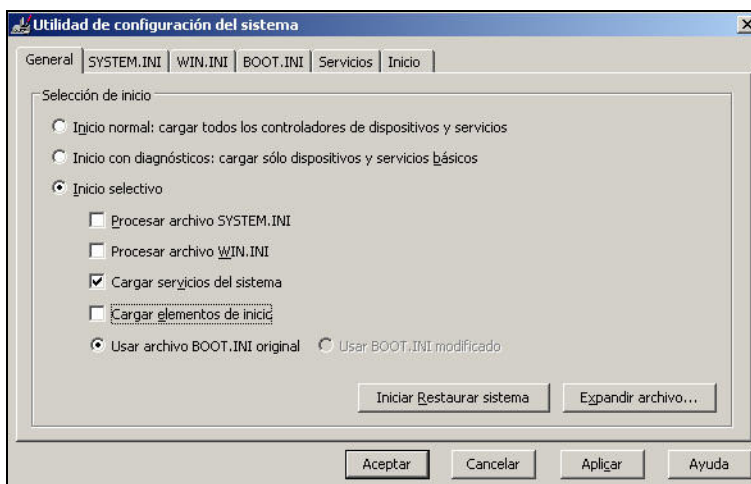 Utilidad de configuración del sistema
General SYSTEM.INI WIN.INI BOOT.INI Servicios Inicio
Selección de inicio
Inicio normal: cargar todos los controladores de dispositivos y servicios
Inicio con diagnósticos: cargar sólo dispositivos y servicios básicos
Inicio selectivo
Procesar archivo SYSTEM.INI
Procesar archivo WIN.INI
Cargar servicios del sistema
Cargar elementos de inicio
Usar archivo BOOT.INI original Usar BOOT.INI modificado
Iniciar Restaurar sistema Expandir archivo...
Aceptar Cancelar Aplicar Ayuda